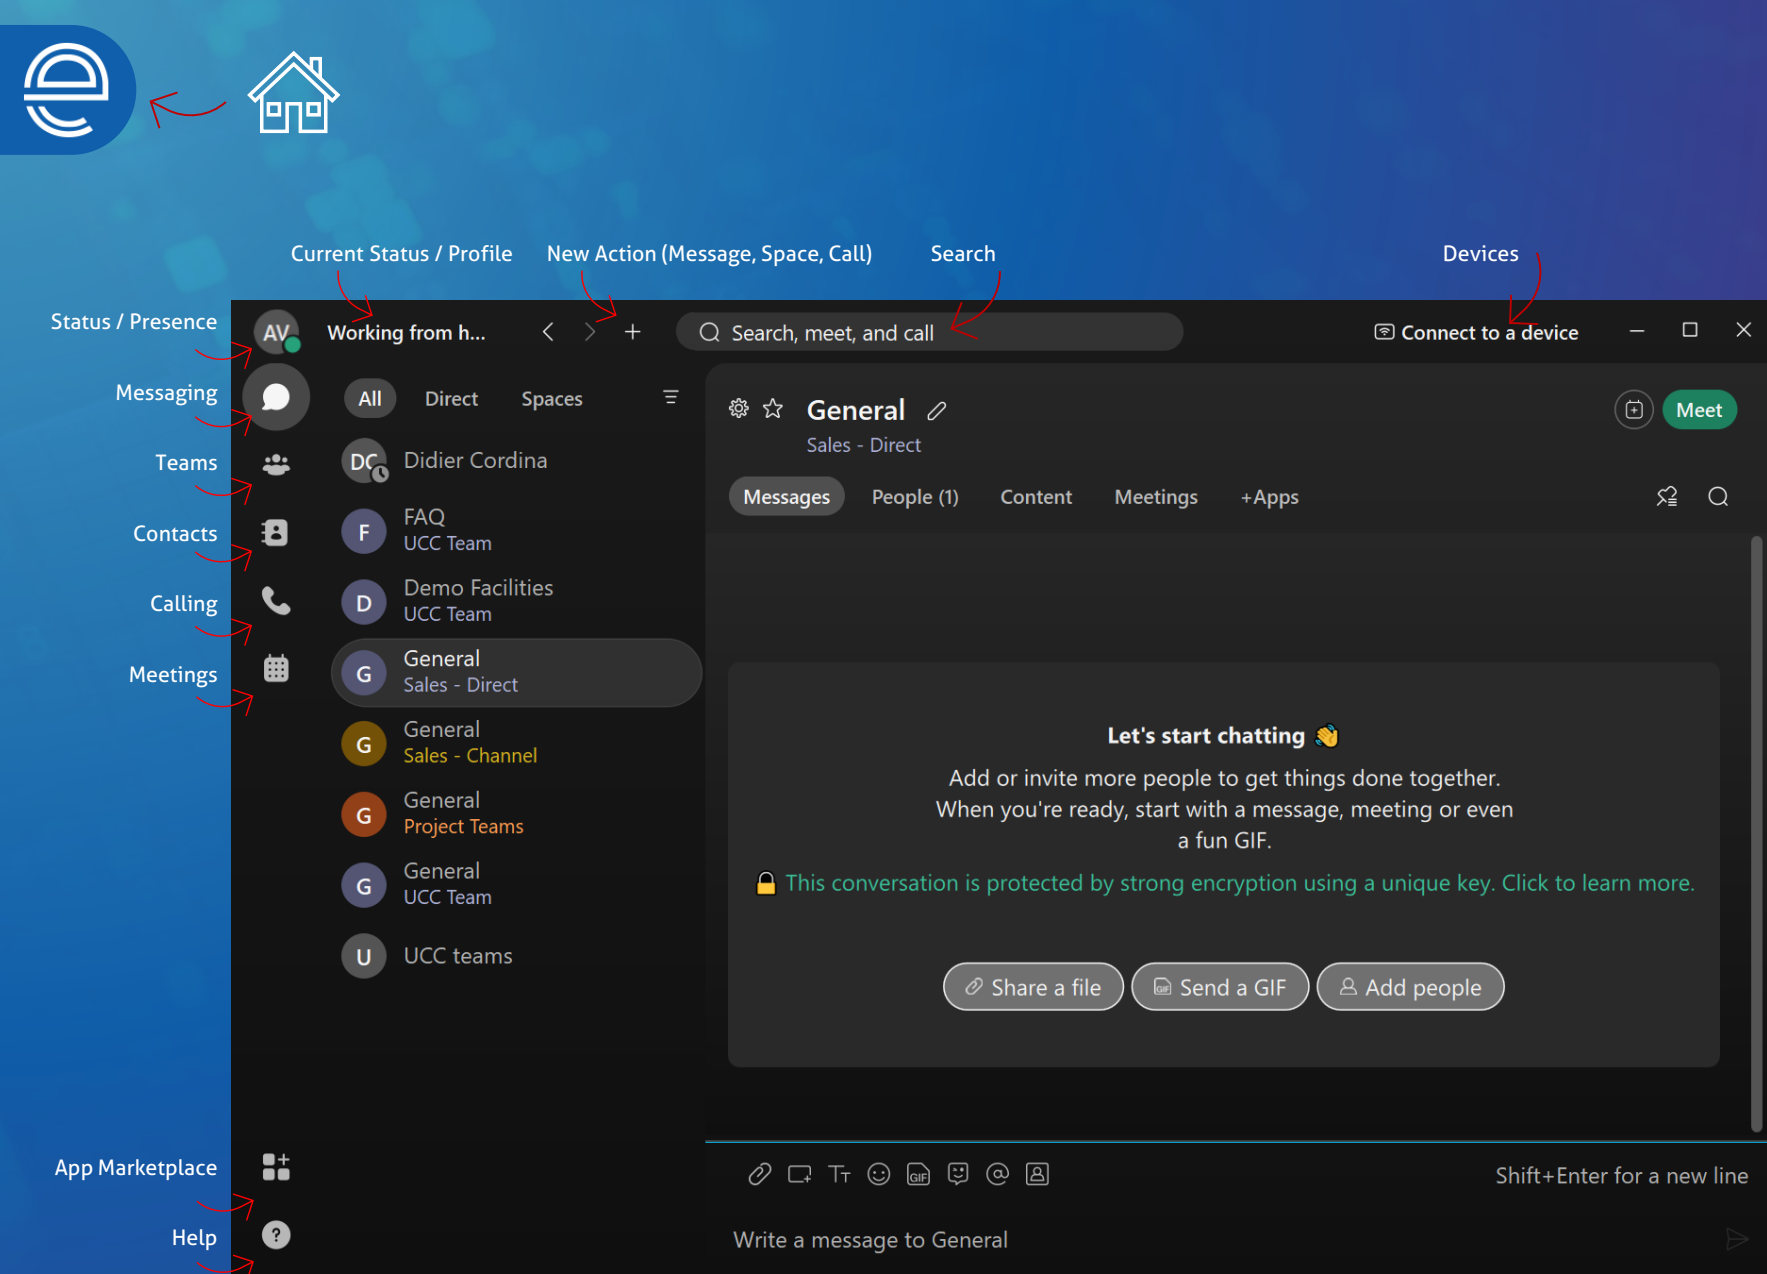 Current Status / Profile
New Action (Message, Space, Call)
Search
Devices
Status / Presence
Messaging
Teams
Contacts
Calling
Meetings
App Marketplace
Help
AV
Working from h...
Search, meet, and call
Connect to a device
All
Direct
Spaces
DC
Didier Cordina
F
FAQ
UCC Team
D
Demo Facilities
UCC Team
G
General
Sales - Direct
G
General
Sales - Channel
G
General
Project Teams
G
General
UCC Team
U
UCC teams
General
Sales - Direct
Meet
Messages
People (1)
Content
Meetings
+Apps
Let's start chatting 👋
Add or invite more people to get things done together.
When you're ready, start with a message, meeting or even
a fun GIF.
This conversation is protected by strong encryption using a unique key. Click to learn more.
Share a file
GIF
Send a GIF
Add people
Tт
GIF
@
Shift+Enter for a new line
Write a message to General
?